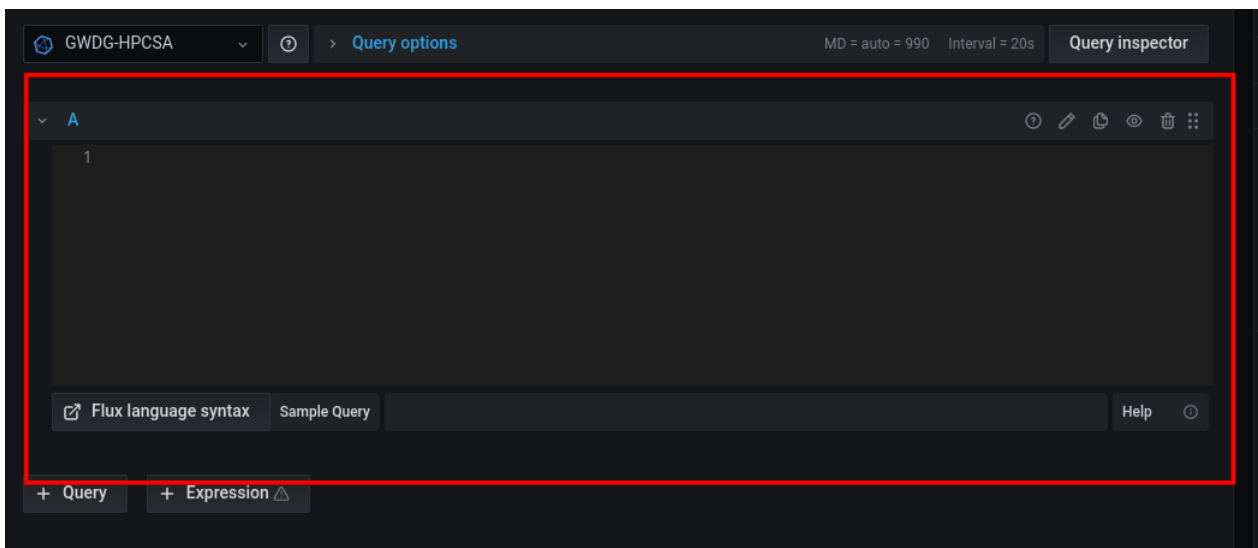 GWDG-HPCSA Query options MD = auto = 990 Interval = 20s Query inspector
A
1
Flux language syntax Sample Query Help
+ Query + Expression